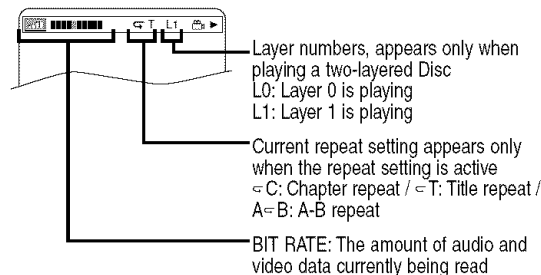 T L1
Layer numbers, appears only when
playing a two-layered Disc
L0: Layer 0 is playing
L1: Layer 1 is playing
Current repeat setting appears only
when the repeat setting is active
⊂C: Chapter repeat / ⊂T: Title repeat /
A⊂B: A-B repeat
BIT RATE: The amount of audio and
video data currently being read